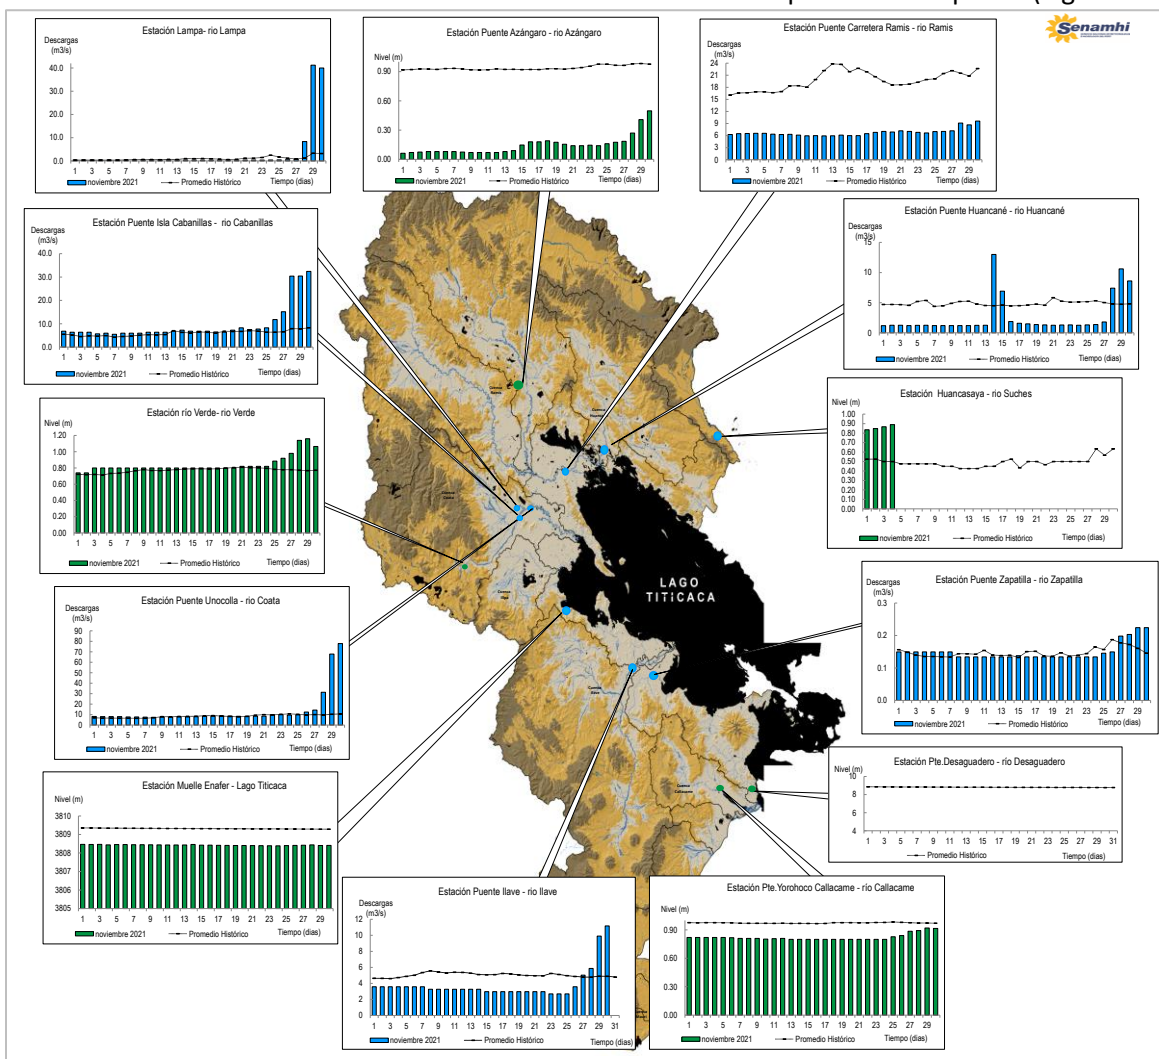 Senamhi
Estación Lampa- rio Lampa
Descargas
(m3/s)
40.0
30.0
20.0
10.0
0.0
1 3 5 7 9 11 13 15 17 19 21 23 25 27 29
noviembre 2021 Promedio Histórico Tiempo (dias)
Estación Puente Azángaro - rio Azángaro
Nivel (m)
0.90
0.60
0.30
0.00
1 3 5 7 9 11 13 15 17 19 21 23 25 27 29
noviembre 2021 Promedio Histórico Tiempo (dias)
Estación Puente Carretera Ramis - rio Ramis
Descargas
(m3/s)
24
21
18
15
12
9
6
3
0
1 3 5 7 9 11 13 15 17 19 21 23 25 27 29
noviembre 2021 Promedio Histórico Tiempo (dias)
Estación Puente Isla Cabanillas - rio Cabanillas
Descargas
(m3/s)
40.0
30.0
20.0
10.0
0.0
1 3 5 7 9 11 13 15 17 19 21 23 25 27 29
noviembre 2021 Promedio Histórico Tiempo (dias)
Estación Puente Huancané - rio Huancané
Descargas
(m3/s)
15
10
5
0
1 3 5 7 9 11 13 15 17 19 21 23 25 27 29
noviembre 2021 Promedio Histórico Tiempo (dias)
Estación río Verde- rio Verde
Nivel (m)
1.20
1.00
0.80
0.60
0.40
0.20
0.00
1 3 5 7 9 11 13 15 17 19 21 23 25 27 29
noviembre 2021 Promedio Histórico Tiempo (dias)
Estación Huancasaya - rio Suches
Nivel (m)
1.00
0.90
0.80
0.70
0.60
0.50
0.40
0.30
0.20
0.10
0.00
1 3 5 7 9 11 13 15 17 19 21 23 25 27 29
noviembre 2021 Promedio Histórico Tiempo (dias)
LAGO
TITICACA
Estación Puente Unocolla - rio Coata
Descargas
(m3/s)
90
80
70
60
50
40
30
20
10
0
1 3 5 7 9 11 13 15 17 19 21 23 25 27 29
noviembre 2021 Promedio Histórico Tiempo (dias)
Estación Puente Zapatilla - rio Zapatilla
Descargas
(m3/s)
0.3
0.2
0.1
0.0
1 3 5 7 9 11 13 15 17 19 21 23 25 27 29
noviembre 2021 Promedio Histórico Tiempo (dias)
Estación Muelle Enafer - Lago Titicaca
Nivel (m)
3810
3809
3808
3807
3806
3805
1 3 5 7 9 11 13 15 17 19 21 23 25 27 29
noviembre 2021 Promedio Histórico Tiempo (dias)
Estación Pte.Desaguadero - río Desaguadero
Nivel (m)
10
8
6
4
1 3 5 7 9 11 13 15 17 19 21 23 25 27 29 31
Promedio Histórico Tiempo (dias)
Estación Puente Ilave - rio Ilave
Descargas
(m3/s)
12
10
8
6
4
2
0
1 3 5 7 9 11 13 15 17 19 21 23 25 27 29 31
noviembre 2021 Promedio Histórico Tiempo (dias)
Estación Pte.Yorohoco Callacame - río Callacame
Nivel (m)
0.90
0.60
0.30
0.00
1 3 5 7 9 11 13 15 17 19 21 23 25 27 29
noviembre 2021 Promedio Histórico Tiempo (dias)